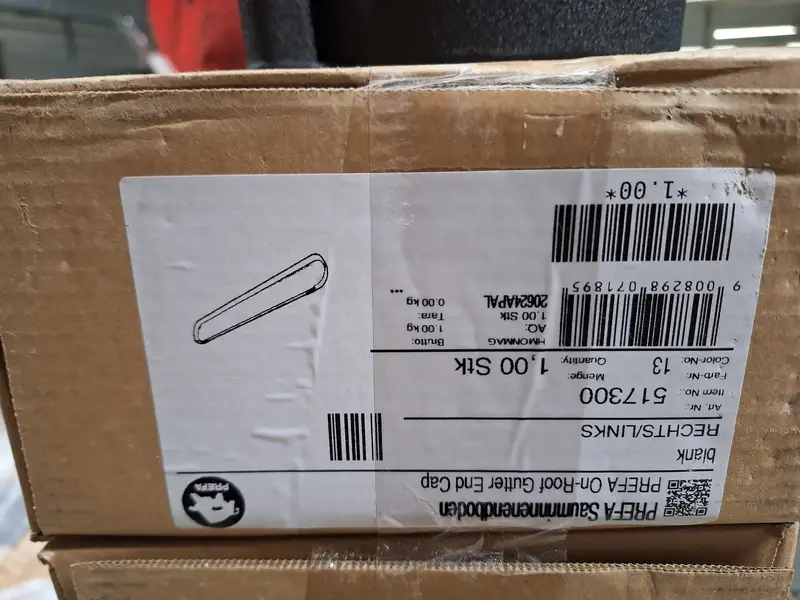 PREFA Saumrinnenendboden
PREFA On-Roof Gutter End Cap
PREFA
blank
RECHTS/LINKS
Art. Nr.:
Item No.: 517300
Farb-Nr.: Menge:
Color-No: 13 Quantity: 1,00 Stk
HMONMAG Brutto:
AQ: 1.00 kg
1,00 Stk Tara:
20624APAL 0.00 kg
...
9 008298 071895
*1.00*